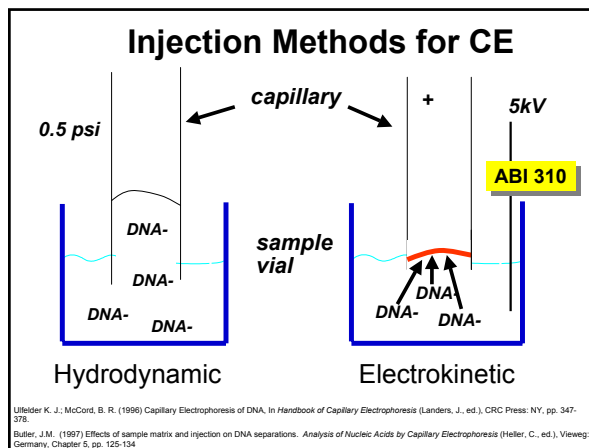 Injection Methods for CE
capillary
0.5 psi
+
5kV
ABI 310
DNA-
sample
vial
DNA-
DNA-
DNA-
DNA-
DNA-
DNA-
Hydrodynamic
Electrokinetic
Ulfelder K. J.; McCord, B. R. (1996) Capillary Electrophoresis of DNA, In Handbook of Capillary Electrophoresis (Landers, J., ed.), CRC Press: NY, pp. 347-
378.
Butler, J.M. (1997) Effects of sample matrix and injection on DNA separations. Analysis of Nucleic Acids by Capillary Electrophoresis (Heller, C., ed.), Vieweg:
Germany, Chapter 5, pp. 125-134